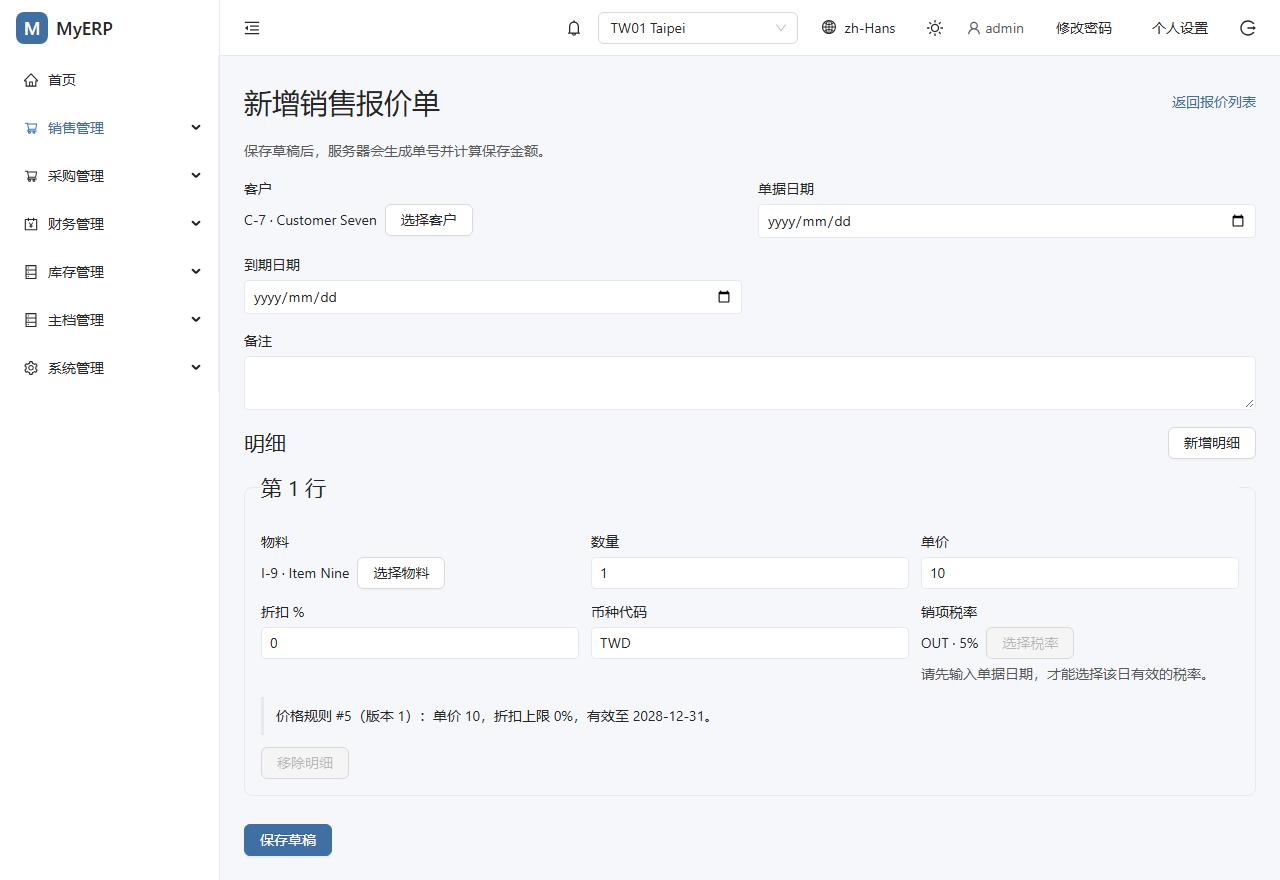 M MyERP
TW01 Taipei
zh-Hans
admin
修改密码
个人设置
首页
销售管理
采购管理
财务管理
库存管理
主档管理
系统管理
新增销售报价单
返回报价列表
保存草稿后，服务器会生成单号并计算保存金额。
客户
C-7 · Customer Seven 选择客户
单据日期
yyyy/mm/dd
到期日期
yyyy/mm/dd
备注
明细
新增明细
第 1 行
物料
I-9 · Item Nine 选择物料
数量
1
单价
10
折扣 %
0
币种代码
TWD
销项税率
OUT · 5% 选择税率
请先输入单据日期，才能选择该日有效的税率。
价格规则 #5（版本 1）：单价 10，折扣上限 0%，有效至 2028-12-31。
移除明细
保存草稿